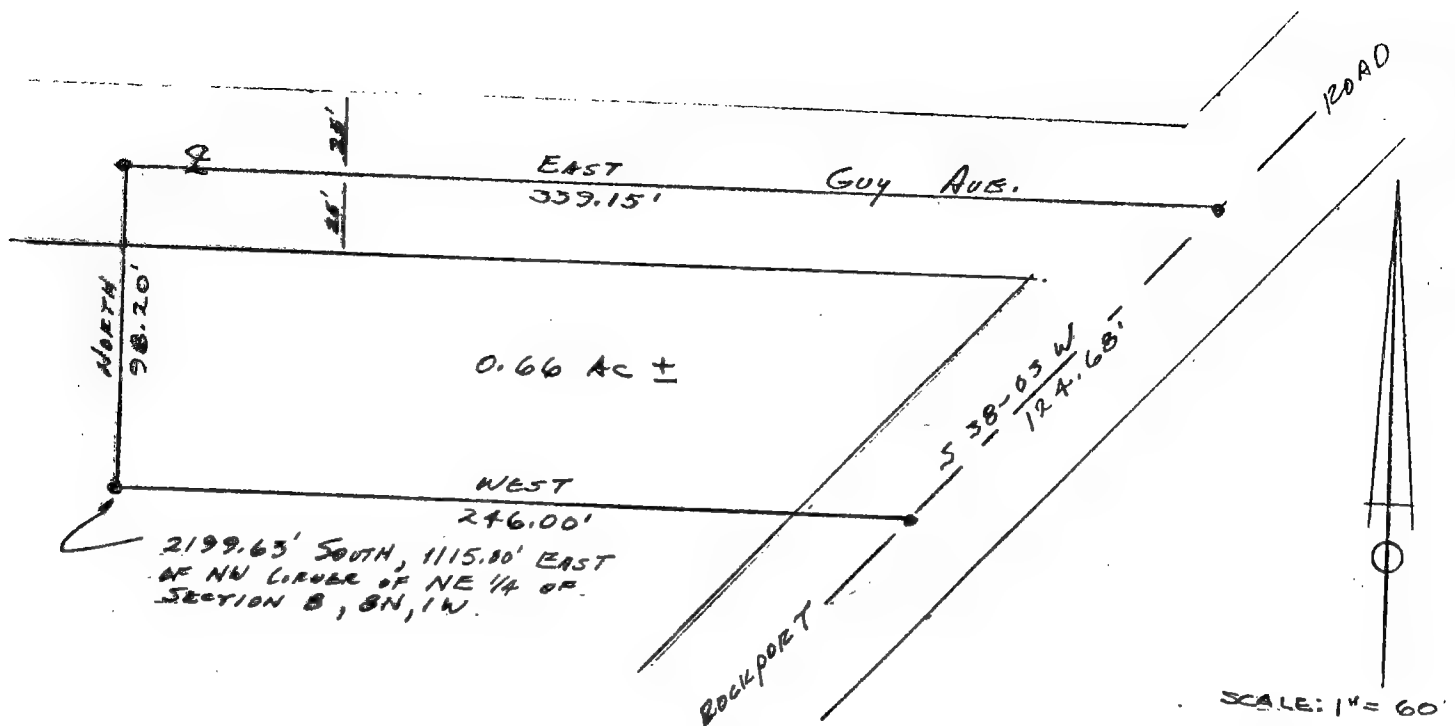 ROAD
25'
25'
℄
EAST
339.15'
GUY AVE.
NORTH
98.20'
0.66 AC ±
S 38-03 W
124.68'
WEST
246.00'
2199.63' SOUTH, 1115.00' EAST
OF NW CORNER OF NE 1/4 OF
SECTION 8, 8N, 1W.
ROCKPORT
SCALE: 1" = 60'